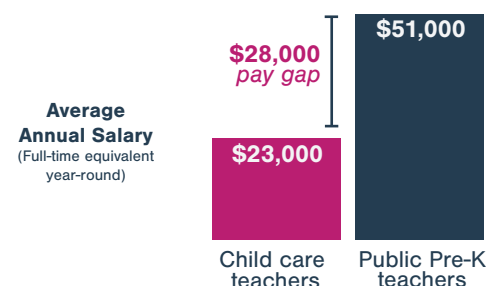 $51,000
$28,000
pay gap
Average
Annual Salary
(Full-time equivalent
year-round)
$23,000
Child care
teachers
Public Pre-K
teachers